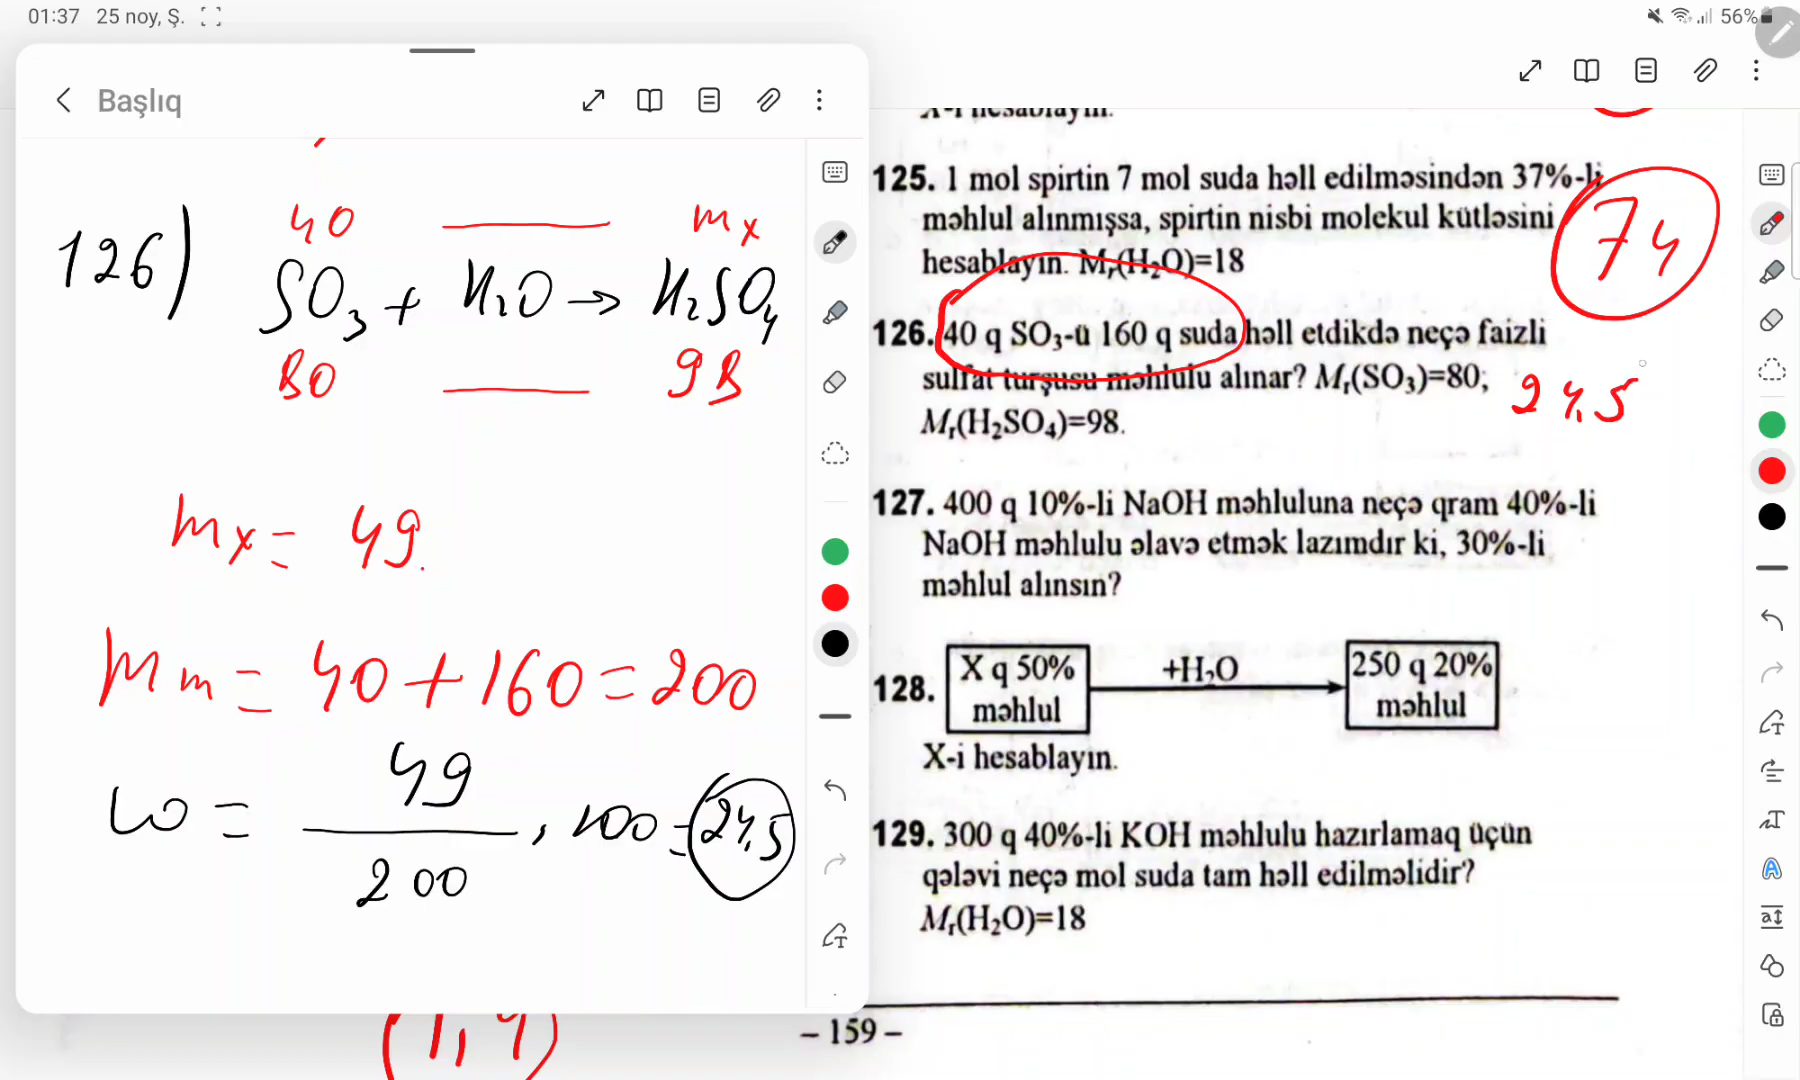 01:37 25 noy, Ş.
56%
Başlıq
126)
40 mx
SO₃ + H₂O → H₂SO₄
80 98
mx = 49.
Mm = 40 + 160 = 200
ω = 49/200 · 100 = 24,5
X-i hesablayın.
125. 1 mol spirtin 7 mol suda həll edilməsindən 37%-li
məhlul alınmışsa, spirtin nisbi molekul kütləsini
hesablayın. Mr(H₂O)=18
74
126. 40 q SO₃-ü 160 q suda həll etdikdə neçə faizli
sulfat turşusu məhlulu alınar? Mr(SO₃)=80;
Mr(H₂SO₄)=98.
24,5
127. 400 q 10%-li NaOH məhluluna neçə qram 40%-li
NaOH məhlulu əlavə etmək lazımdır ki, 30%-li
məhlul alınsın?
128. X q 50% məhlul +H₂O 250 q 20% məhlul
X-i hesablayın.
129. 300 q 40%-li KOH məhlulu hazırlamaq üçün
qələvi neçə mol suda tam həll edilməlidir?
Mr(H₂O)=18
– 159 –